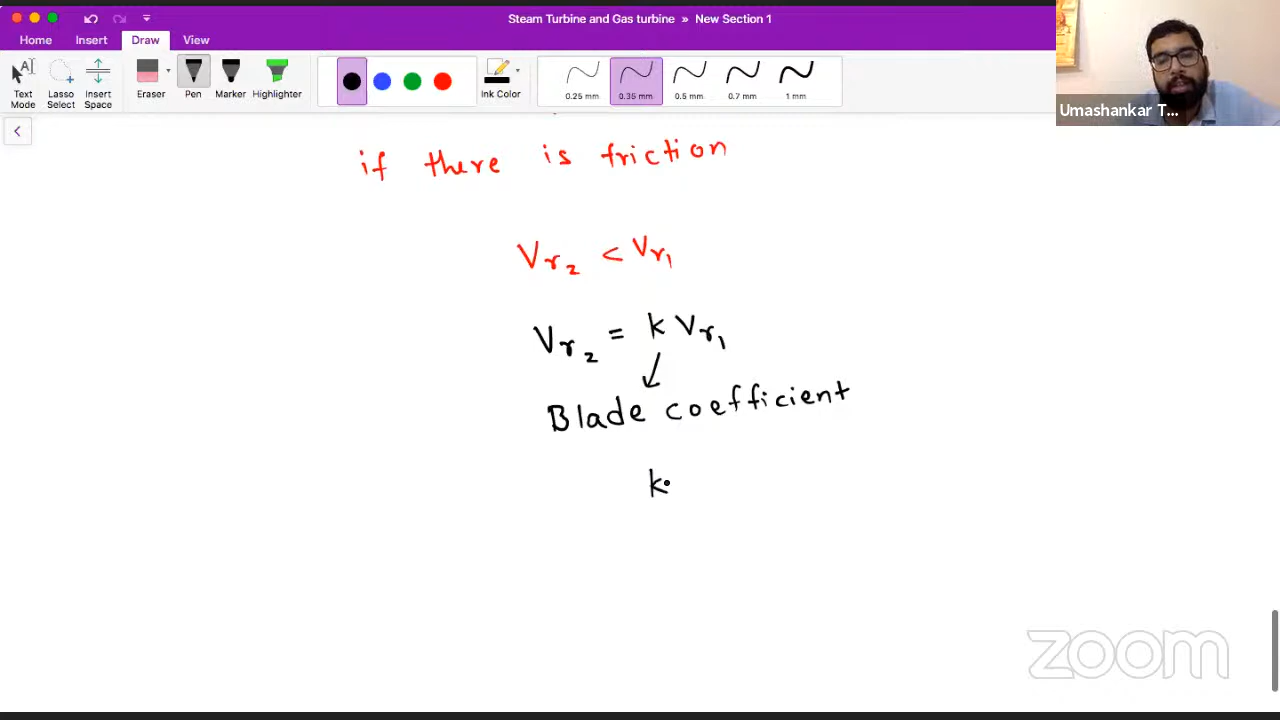 Steam Turbine and Gas turbine » New Section 1
Home Insert Draw View
Text Mode
Lasso Select
Insert Space
Eraser
Pen
Marker
Highlighter
Ink Color
0.25 mm
0.35 mm
0.5 mm
0.7 mm
1 mm
Umashankar T...
if there is friction
Vr2 < Vr1
Vr2 = k Vr1
Blade coefficient
k
zoom